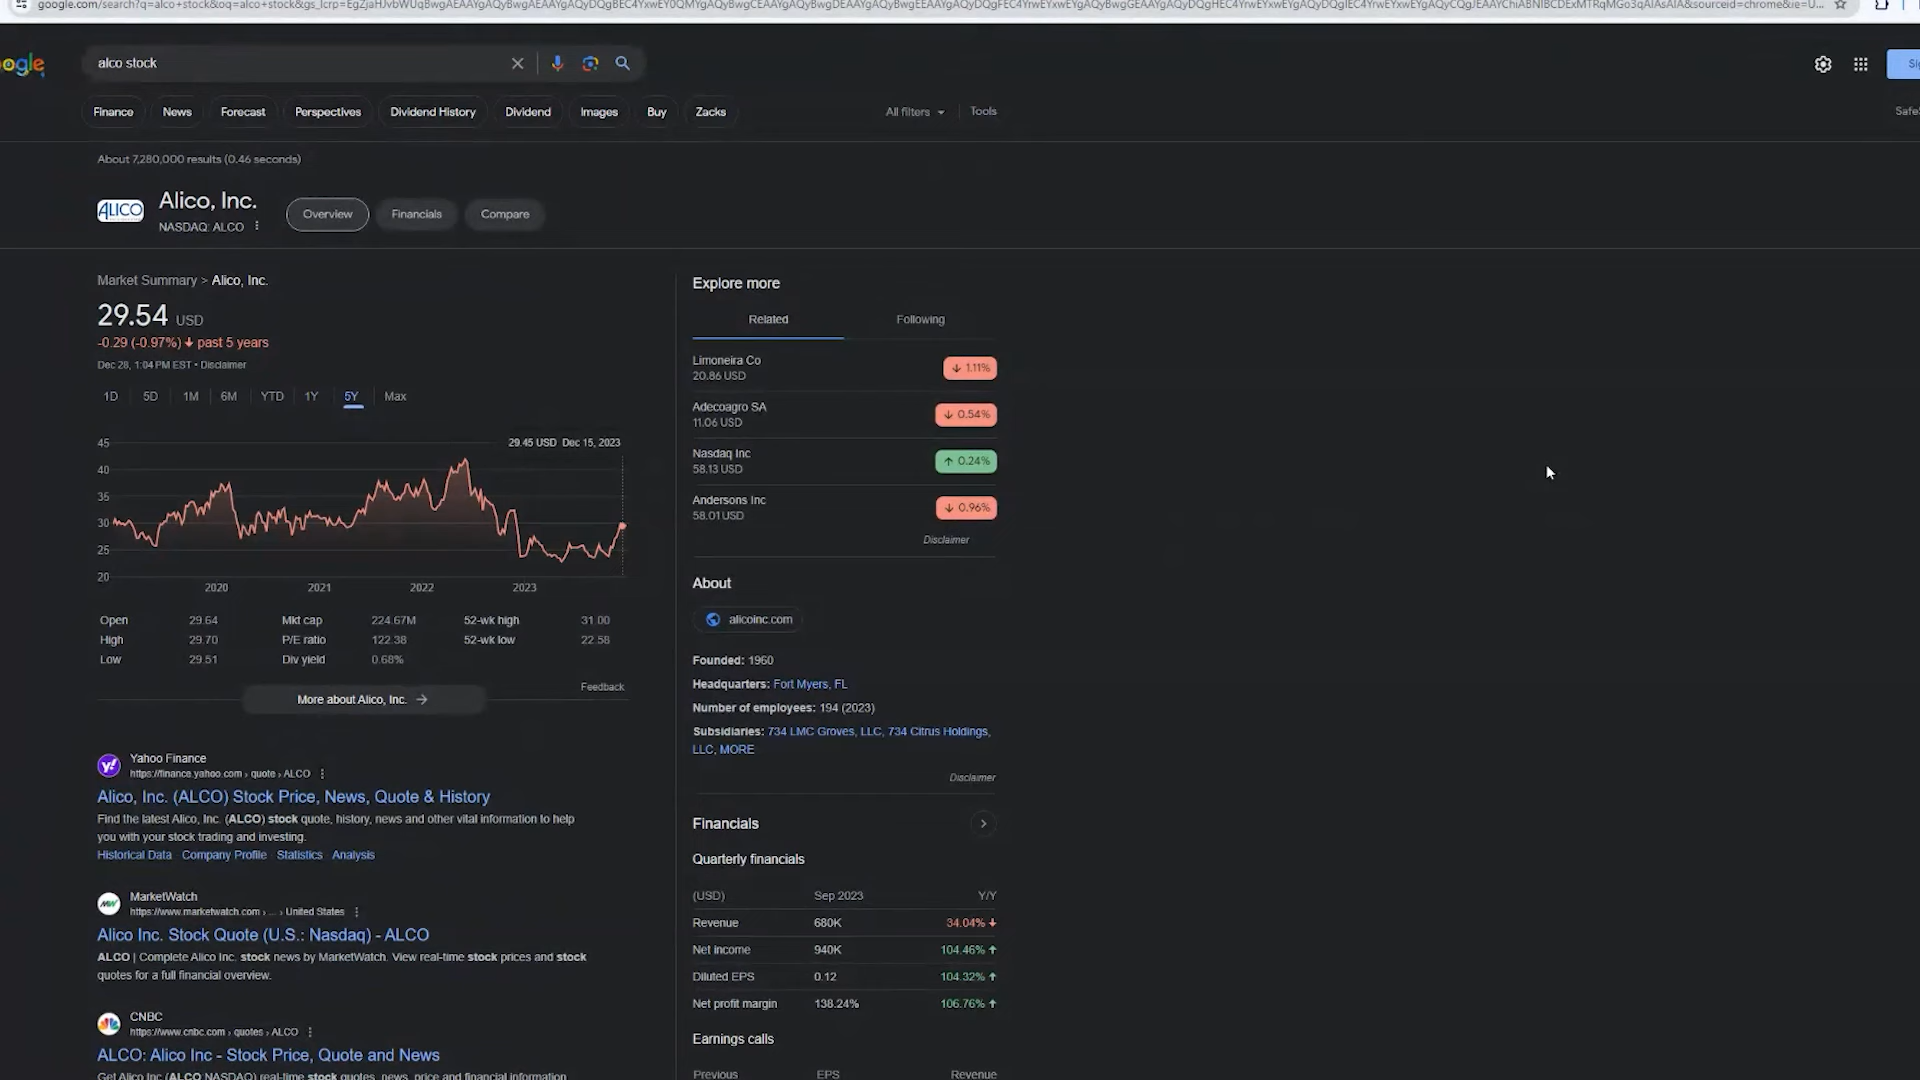 alco stock
Finance
News
Forecast
Perspectives
Dividend History
Dividend
Images
Buy
Zacks
All filters
Tools
About 7,280,000 results (0.46 seconds)
ALICO
Alico, Inc.
NASDAQ: ALCO
Overview
Financials
Compare
Market Summary > Alico, Inc.
29.54 USD
-0.29 (-0.97%) past 5 years
Dec 28, 1:04 PM EST • Disclaimer
1D 5D 1M 6M YTD 1Y 5Y Max
29.45 USD Dec 15, 2023
45
40
35
30
25
20
2020 2021 2022 2023
Open 29.64 Mkt cap 224.67M 52-wk high 31.00
High 29.70 P/E ratio 122.38 52-wk low 22.58
Low 29.51 Div yield 0.68%
Feedback
More about Alico, Inc.
Yahoo Finance
https://finance.yahoo.com › quote › ALCO
Alico, Inc. (ALCO) Stock Price, News, Quote & History
Find the latest Alico, Inc. (ALCO) stock quote, history, news and other vital information to help
you with your stock trading and investing.
Historical Data Company Profile Statistics Analysis
MarketWatch
https://www.marketwatch.com › ... › United States
Alico Inc. Stock Quote (U.S.: Nasdaq) - ALCO
ALCO | Complete Alico Inc. stock news by MarketWatch. View real-time stock prices and stock
quotes for a full financial overview.
CNBC
https://www.cnbc.com › quotes › ALCO
ALCO: Alico Inc - Stock Price, Quote and News
Get Alico Inc (ALCO:NASDAQ) real-time stock quotes, news, price and financial information
Explore more
Related
Following
Limoneira Co
20.86 USD
1.11%
Adecoagro SA
11.06 USD
0.54%
Nasdaq Inc
58.13 USD
0.24%
Andersons Inc
58.01 USD
0.96%
Disclaimer
About
alicoinc.com
Founded: 1960
Headquarters: Fort Myers, FL
Number of employees: 194 (2023)
Subsidiaries: 734 LMC Groves, LLC, 734 Citrus Holdings,
LLC, MORE
Disclaimer
Financials
Quarterly financials
(USD) Sep 2023 Y/Y
Revenue 680K 34.04%
Net income 940K 104.46%
Diluted EPS 0.12 104.32%
Net profit margin 138.24% 106.76%
Earnings calls
Previous EPS Revenue